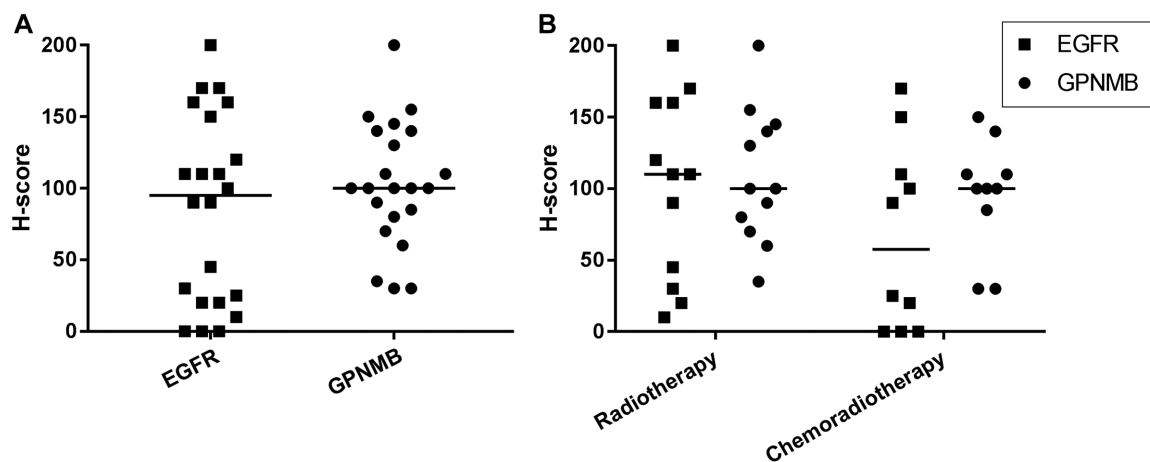 A
H-score
200
150
100
50
0
EGFR
GPNMB
B
H-score
200
150
100
50
0
Radiotherapy
Chemoradiotherapy
EGFR
GPNMB